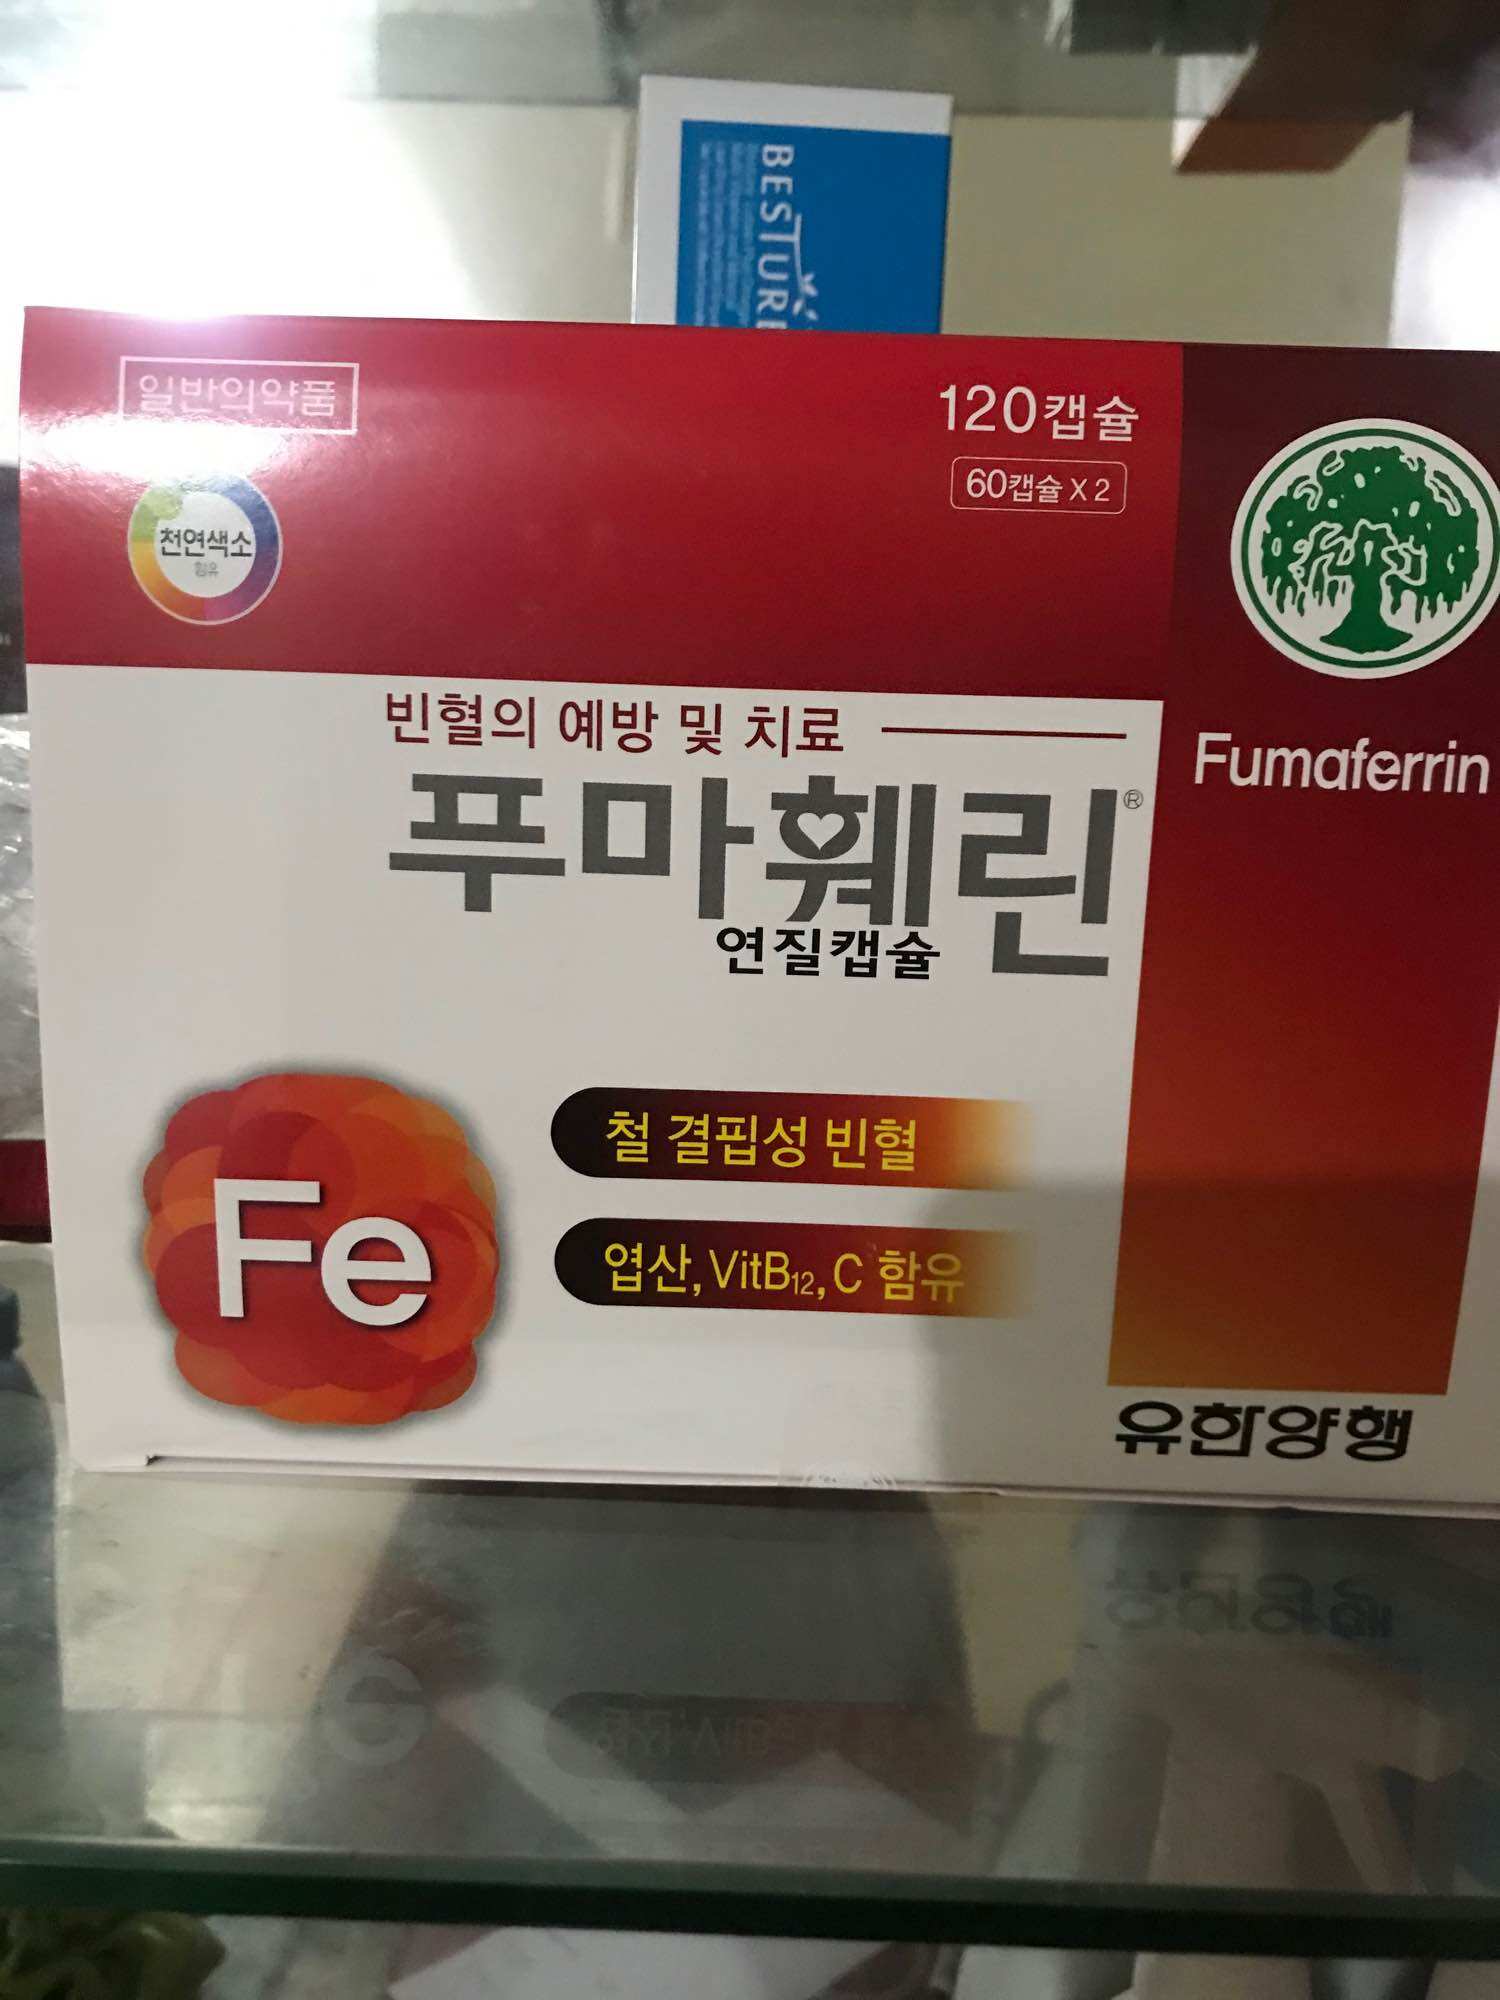 BESTURE
일반의약품
천연색소
함유
120캡슐
60캡슐 X 2
빈혈의 예방 및 치료
푸마훼린®
연질캡슐
Fumaferrin
Fe
철 결핍성 빈혈
엽산, VitB12, C 함유
유한양행